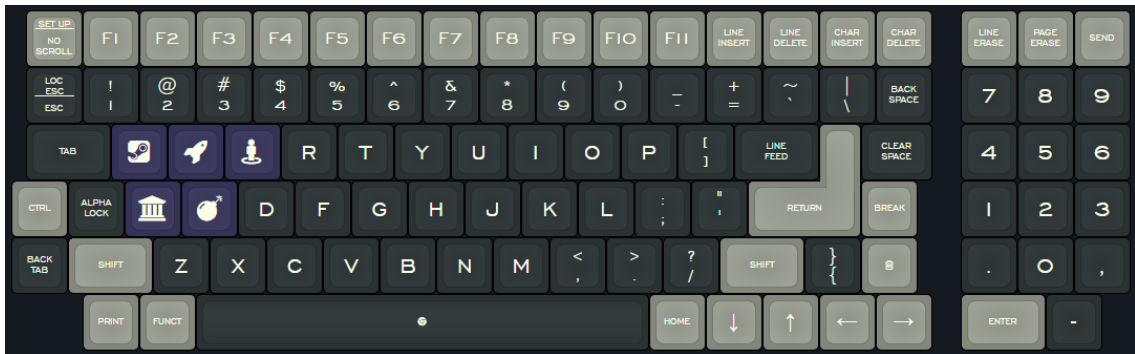 SET UP NO SCROLL F1 F2 F3 F4 F5 F6 F7 F8 F9 F10 F11 LINE INSERT LINE DELETE CHAR INSERT CHAR DELETE LINE ERASE PAGE ERASE SEND
LOC ESC ESC ! 1 @ 2 # 3 $ 4 % 5 ^ 6 & 7 * 8 ( 9 ) 0 _ - + = ~ ` | \ BACK SPACE 7 8 9
TAB R T Y U I O P [ ] LINE FEED CLEAR SPACE 4 5 6
CTRL ALPHA LOCK D F G H J K L : ; " ' RETURN BREAK 1 2 3
BACK TAB SHIFT Z X C V B N M < , > . ? / SHIFT } { . 0 ,
PRINT FUNCT HOME ↓ ↑ ← → ENTER -